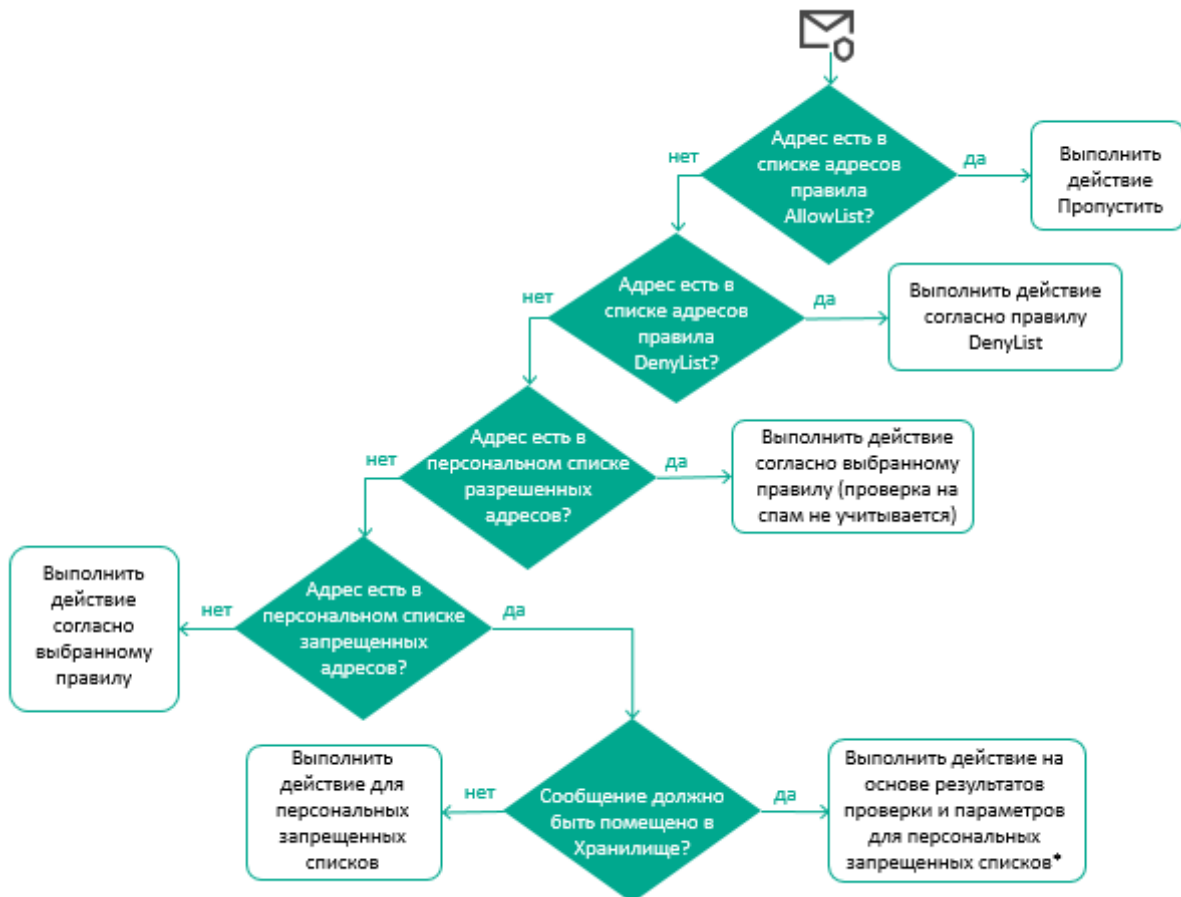 Адрес есть в
списке адресов
правила
AllowList?
нет
да
Выполнить
действие
Пропустить
Адрес есть в
списке адресов
правила
DenyList?
нет
да
Выполнить действие
согласно правилу
DenyList
Адрес есть в
персональном списке
разрешенных
адресов?
нет
да
Выполнить действие
согласно выбранному
правилу (проверка на
спам не учитывается)
Адрес есть в
персональном списке
запрещенных
адресов?
нет
да
Выполнить
действие
согласно
выбранному
правилу
Сообщение должно
быть помещено в
Хранилище?
нет
да
Выполнить
действие для
персональных
запрещенных
списков
Выполнить действие на
основе результатов
проверки и параметров
для персональных
запрещенных списков*